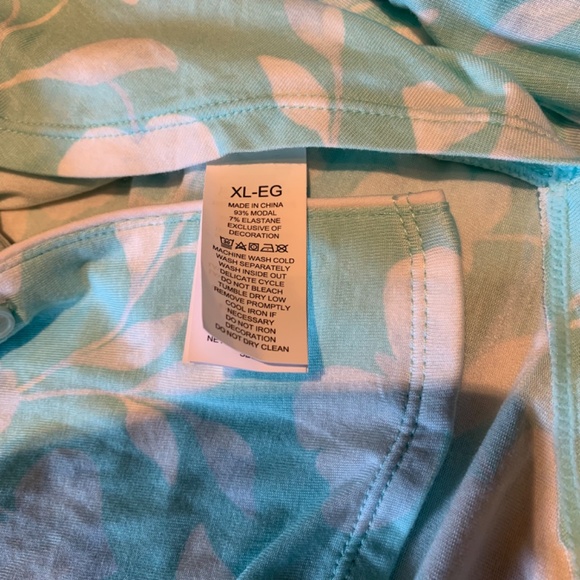 XL-EG
MADE IN CHINA
93% MODAL
7% ELASTANE
EXCLUSIVE OF
DECORATION
MACHINE WASH COLD
WASH SEPARATELY
WASH INSIDE OUT
DELICATE CYCLE
DO NOT BLEACH
TUMBLE DRY LOW
REMOVE PROMPTLY
COOL IRON IF
NECESSARY
DO NOT IRON
DECORATION
DO NOT DRY CLEAN